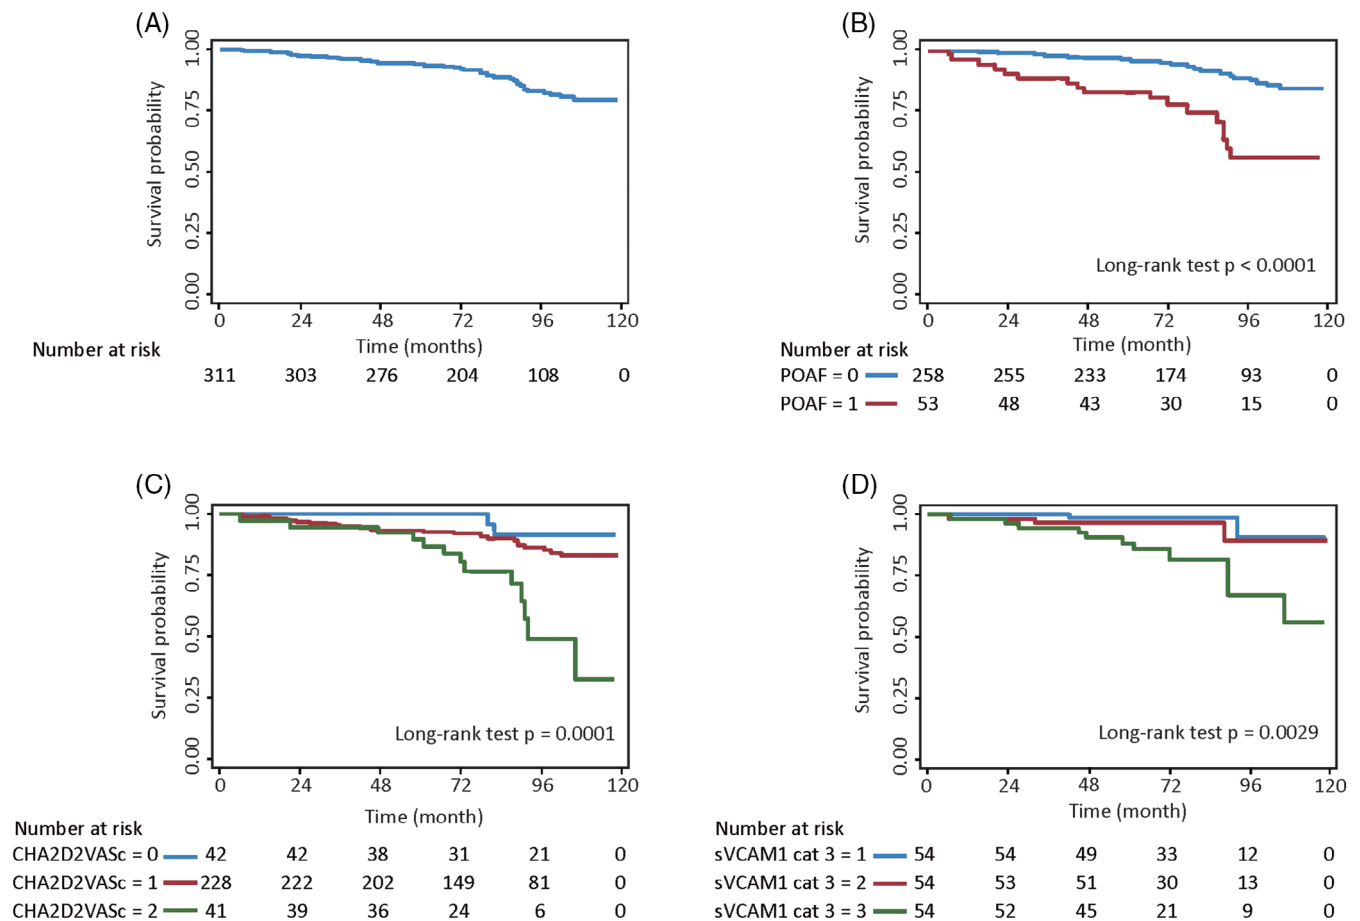 (A)
1.00
0.75
0.50
0.25
0.00
Survival probability
0 24 48 72 96 120
Time (months)
Number at risk
311 303 276 204 108 0
(B)
1.00
0.75
0.50
0.25
0.00
Survival probability
Long-rank test p < 0.0001
0 24 48 72 96 120
Time (month)
Number at risk
POAF = 0 258 255 233 174 93 0
POAF = 1 53 48 43 30 15 0
(C)
1.00
0.75
0.50
0.25
0.00
Survival probability
Long-rank test p = 0.0001
0 24 48 72 96 120
Time (month)
Number at risk
CHA2D2VASc = 0 42 42 38 31 21 0
CHA2D2VASc = 1 228 222 202 149 81 0
CHA2D2VASc = 2 41 39 36 24 6 0
(D)
1.00
0.75
0.50
0.25
0.00
Survival probability
Long-rank test p = 0.0029
0 24 48 72 96 120
Time (month)
Number at risk
sVCAM1 cat 3 = 1 54 54 49 33 12 0
sVCAM1 cat 3 = 2 54 53 51 30 13 0
sVCAM1 cat 3 = 3 54 52 45 21 9 0